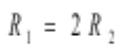 R₁ = 2 R₂